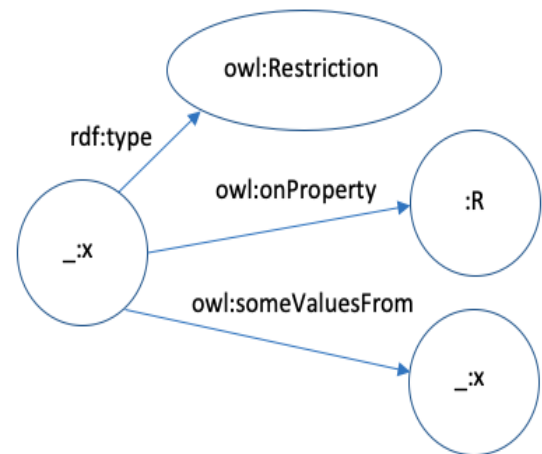 owl:Restriction
rdf:type
owl:onProperty
:R
_:x
owl:someValuesFrom
_:x